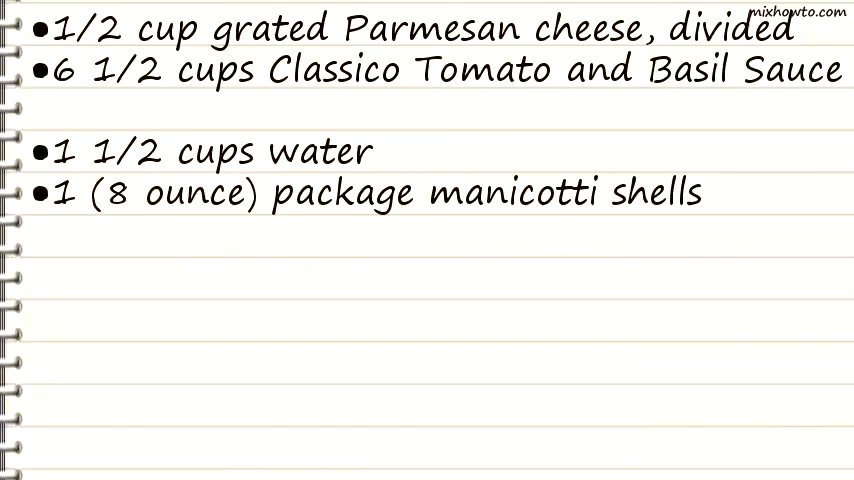 mixhowto.com
•1/2 cup grated Parmesan cheese, divided
•6 1/2 cups Classico Tomato and Basil Sauce
•1 1/2 cups water
•1 (8 ounce) package manicotti shells